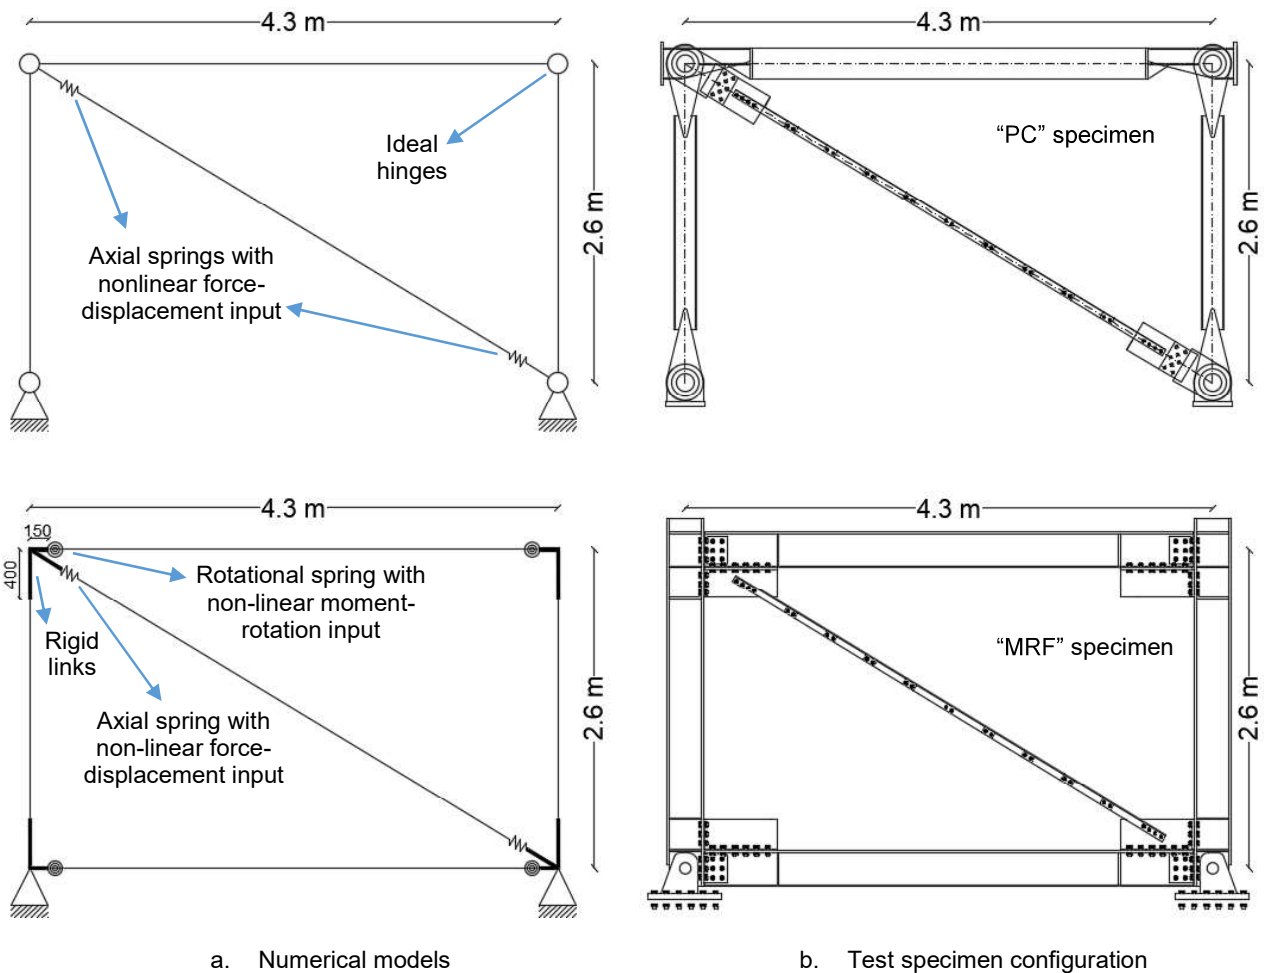 4.3 m
4.3 m
Ideal
hinges
Axial springs with
nonlinear force-
displacement input
2.6 m
“PC” specimen
2.6 m
4.3 m
4.3 m
150
400
Rotational spring with
non-linear moment-
rotation input
Rigid
links
Axial spring with
non-linear force-
displacement input
2.6 m
“MRF” specimen
2.6 m
a. Numerical models
b. Test specimen configuration